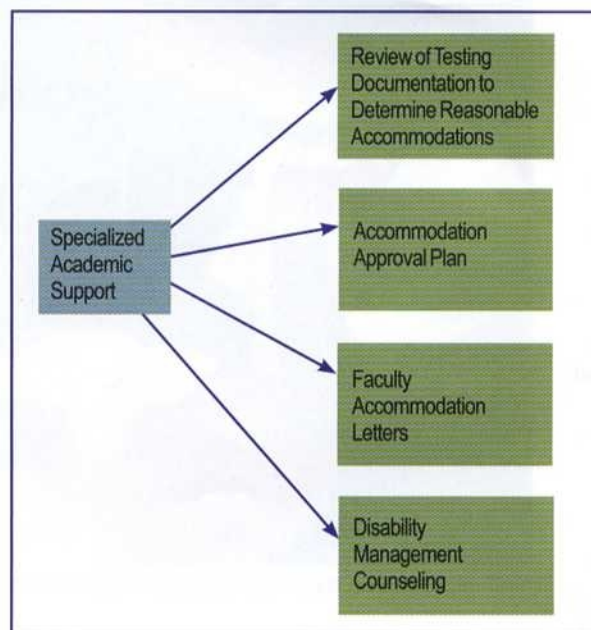 Review of Testing
Documentation to
Determine Reasonable
Accommodations
Specialized
Academic
Support
Accommodation
Approval Plan
Faculty
Accommodation
Letters
Disability
Management
Counseling